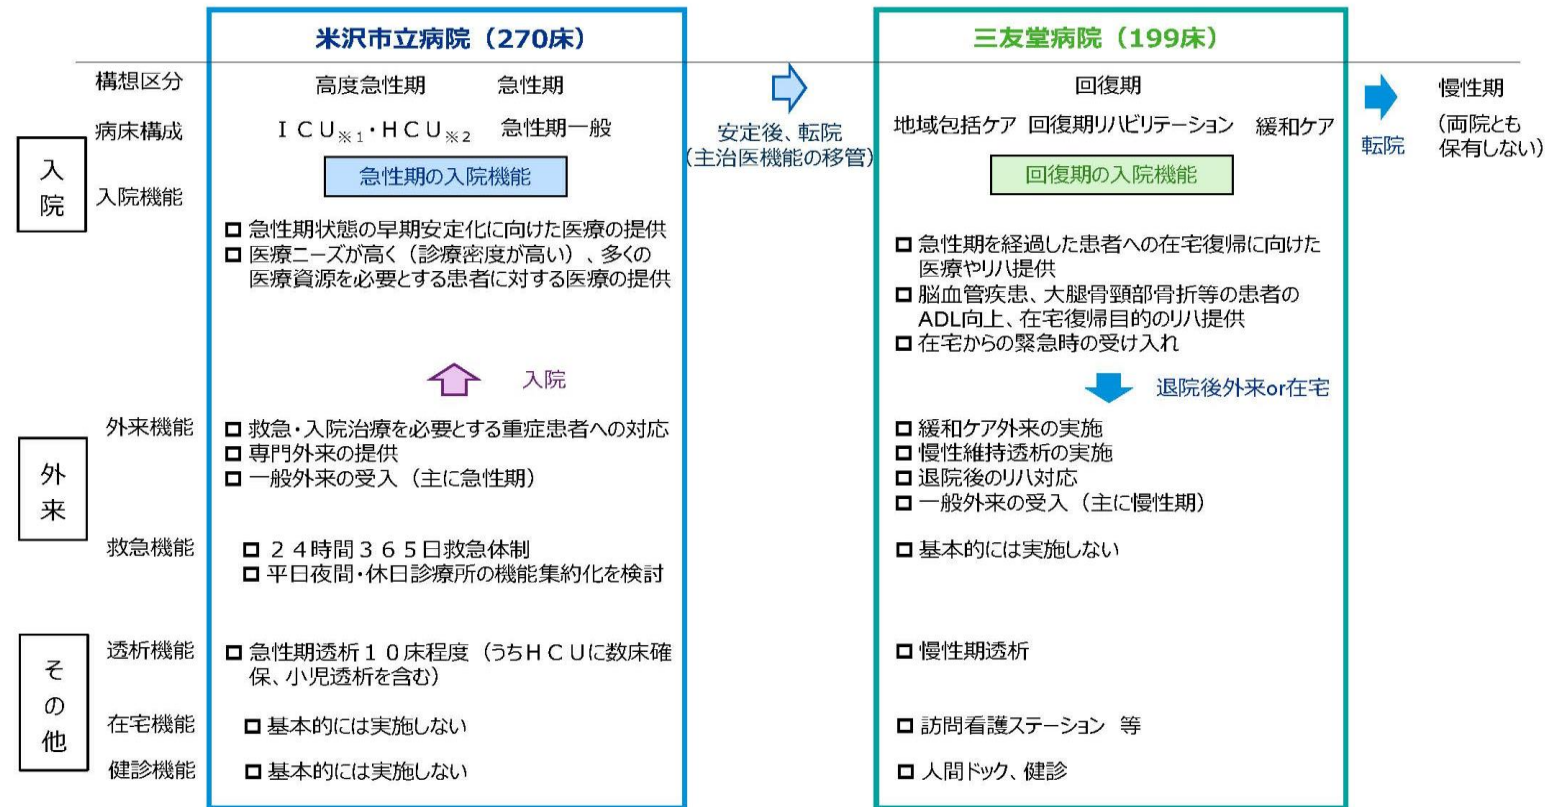 米沢市立病院（270床）
三友堂病院（199床）
構想区分
高度急性期
急性期
回復期
慢性期
病床構成
ＩＣＵ※1・ＨＣＵ※2
急性期一般
安定後、転院
（主治医機能の移管）
地域包括ケア
回復期リハビリテーション
緩和ケア
転院
（両院とも
保有しない）
入院
入院機能
急性期の入院機能
回復期の入院機能
□ 急性期状態の早期安定化に向けた医療の提供
□ 医療ニーズが高く（診療密度が高い）、多くの
医療資源を必要とする患者に対する医療の提供
□ 急性期を経過した患者への在宅復帰に向けた
医療やリハ提供
□ 脳血管疾患、大腿骨頸部骨折等の患者の
ADL向上、在宅復帰目的のリハ提供
□ 在宅からの緊急時の受け入れ
入院
退院後外来or在宅
外来
外来機能
□ 救急・入院治療を必要とする重症患者への対応
□ 専門外来の提供
□ 一般外来の受入（主に急性期）
□ 緩和ケア外来の実施
□ 慢性維持透析の実施
□ 退院後のリハ対応
□ 一般外来の受入（主に慢性期）
救急機能
□ ２４時間３６５日救急体制
□ 平日夜間・休日診療所の機能集約化を検討
□ 基本的には実施しない
その他
透析機能
□ 急性期透析１０床程度（うちＨＣＵに数床確
保、小児透析を含む）
□ 慢性期透析
在宅機能
□ 基本的には実施しない
□ 訪問看護ステーション 等
健診機能
□ 基本的には実施しない
□ 人間ドック、健診